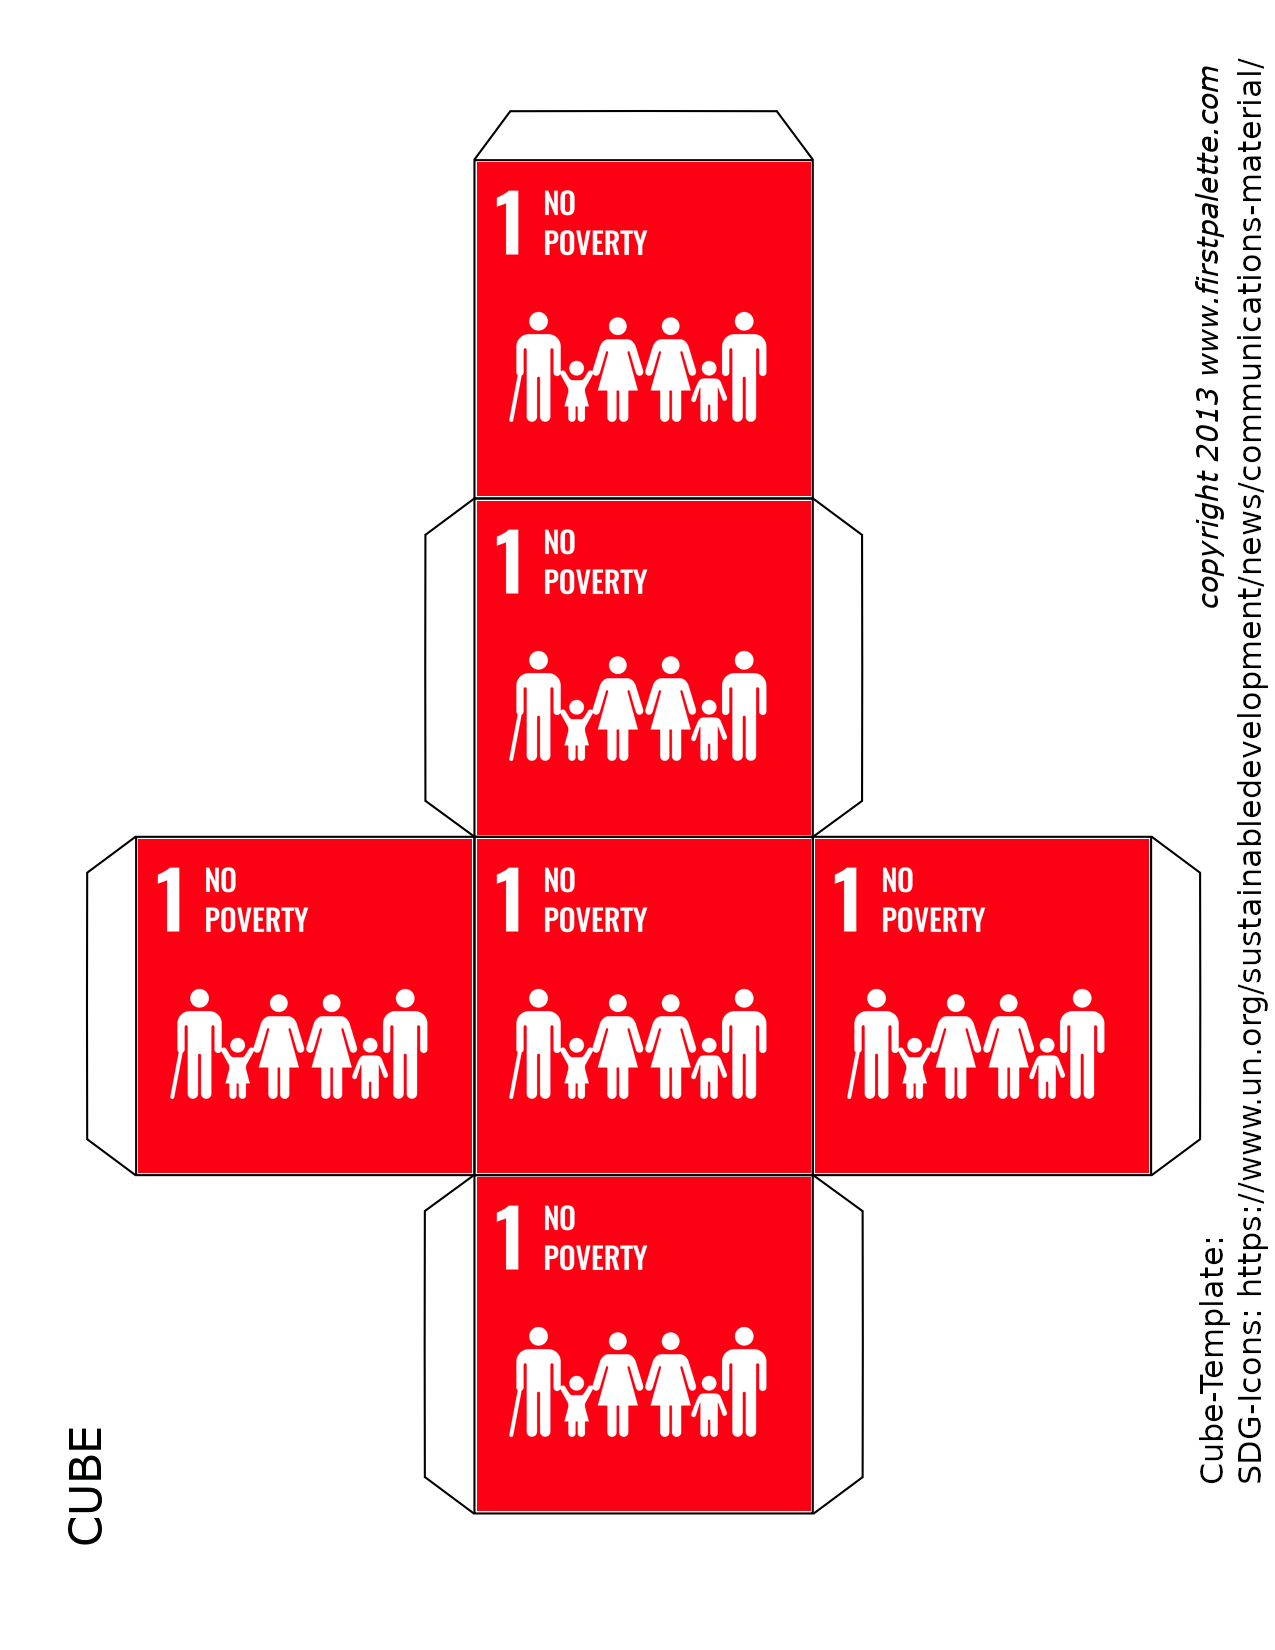 1 NO
POVERTY
1 NO
POVERTY
1 NO
POVERTY
1 NO
POVERTY
1 NO
POVERTY
1 NO
POVERTY
CUBE
Cube-Template: copyright 2013 www.firstpalette.com
SDG-Icons: https://www.un.org/sustainabledevelopment/news/communications-material/